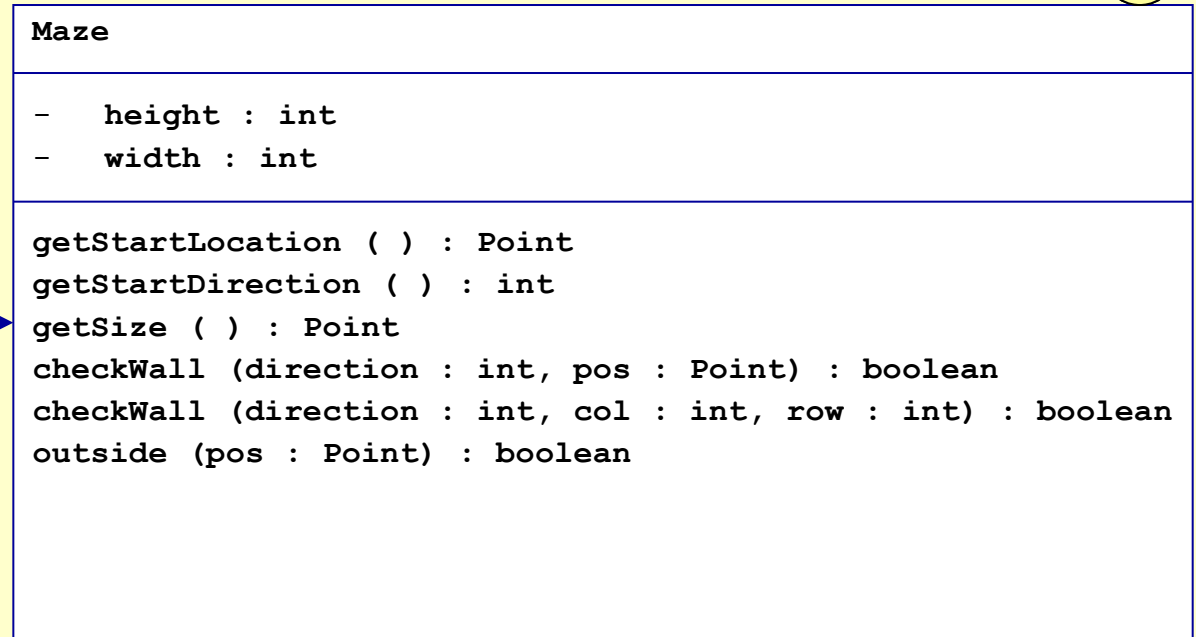 Maze
- height : int
- width : int
getStartLocation ( ) : Point
getStartDirection ( ) : int
getSize ( ) : Point
checkWall (direction : int, pos : Point) : boolean
checkWall (direction : int, col : int, row : int) : boolean
outside (pos : Point) : boolean